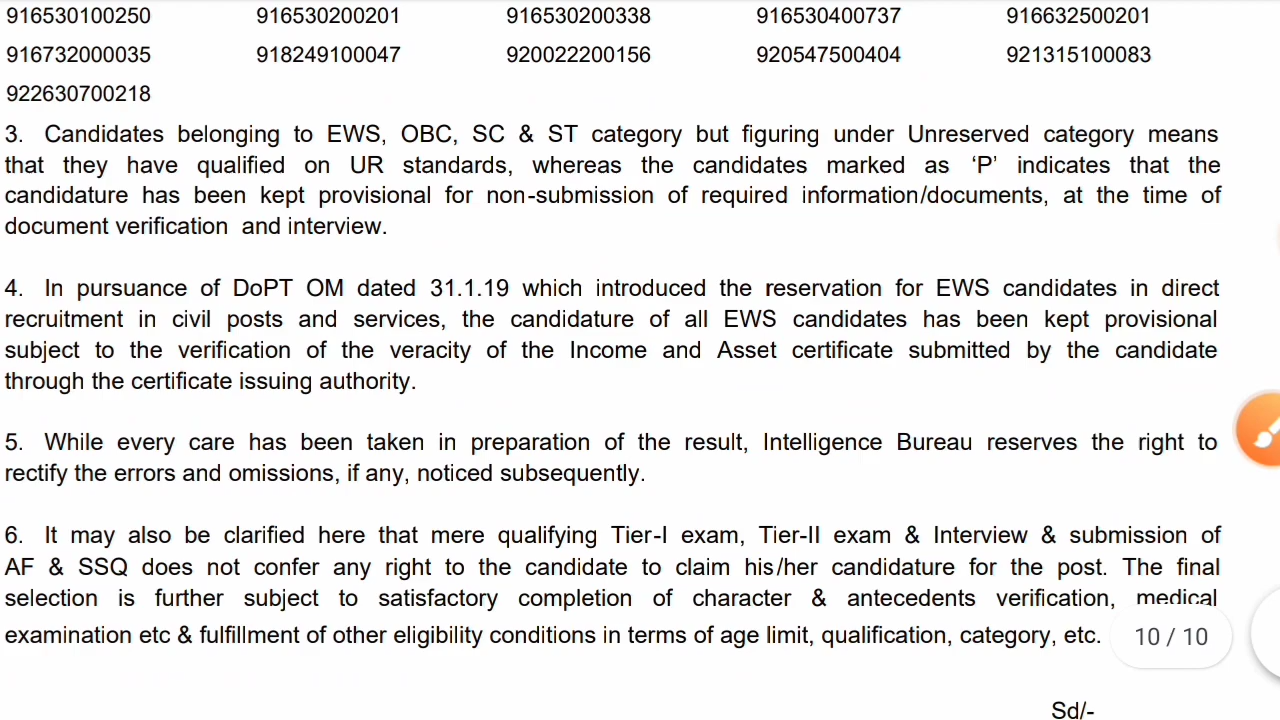 916530100250 916530200201 916530200338 916530400737 916632500201
916732000035 918249100047 920022200156 920547500404 921315100083
922630700218
3. Candidates belonging to EWS, OBC, SC & ST category but figuring under Unreserved category means
that they have qualified on UR standards, whereas the candidates marked as ‘P’ indicates that the
candidature has been kept provisional for non-submission of required information/documents, at the time of
document verification and interview.
4. In pursuance of DoPT OM dated 31.1.19 which introduced the reservation for EWS candidates in direct
recruitment in civil posts and services, the candidature of all EWS candidates has been kept provisional
subject to the verification of the veracity of the Income and Asset certificate submitted by the candidate
through the certificate issuing authority.
5. While every care has been taken in preparation of the result, Intelligence Bureau reserves the right to
rectify the errors and omissions, if any, noticed subsequently.
6. It may also be clarified here that mere qualifying Tier-I exam, Tier-II exam & Interview & submission of
AF & SSQ does not confer any right to the candidate to claim his/her candidature for the post. The final
selection is further subject to satisfactory completion of character & antecedents verification, medical
examination etc & fulfillment of other eligibility conditions in terms of age limit, qualification, category, etc.
10 / 10
Sd/-